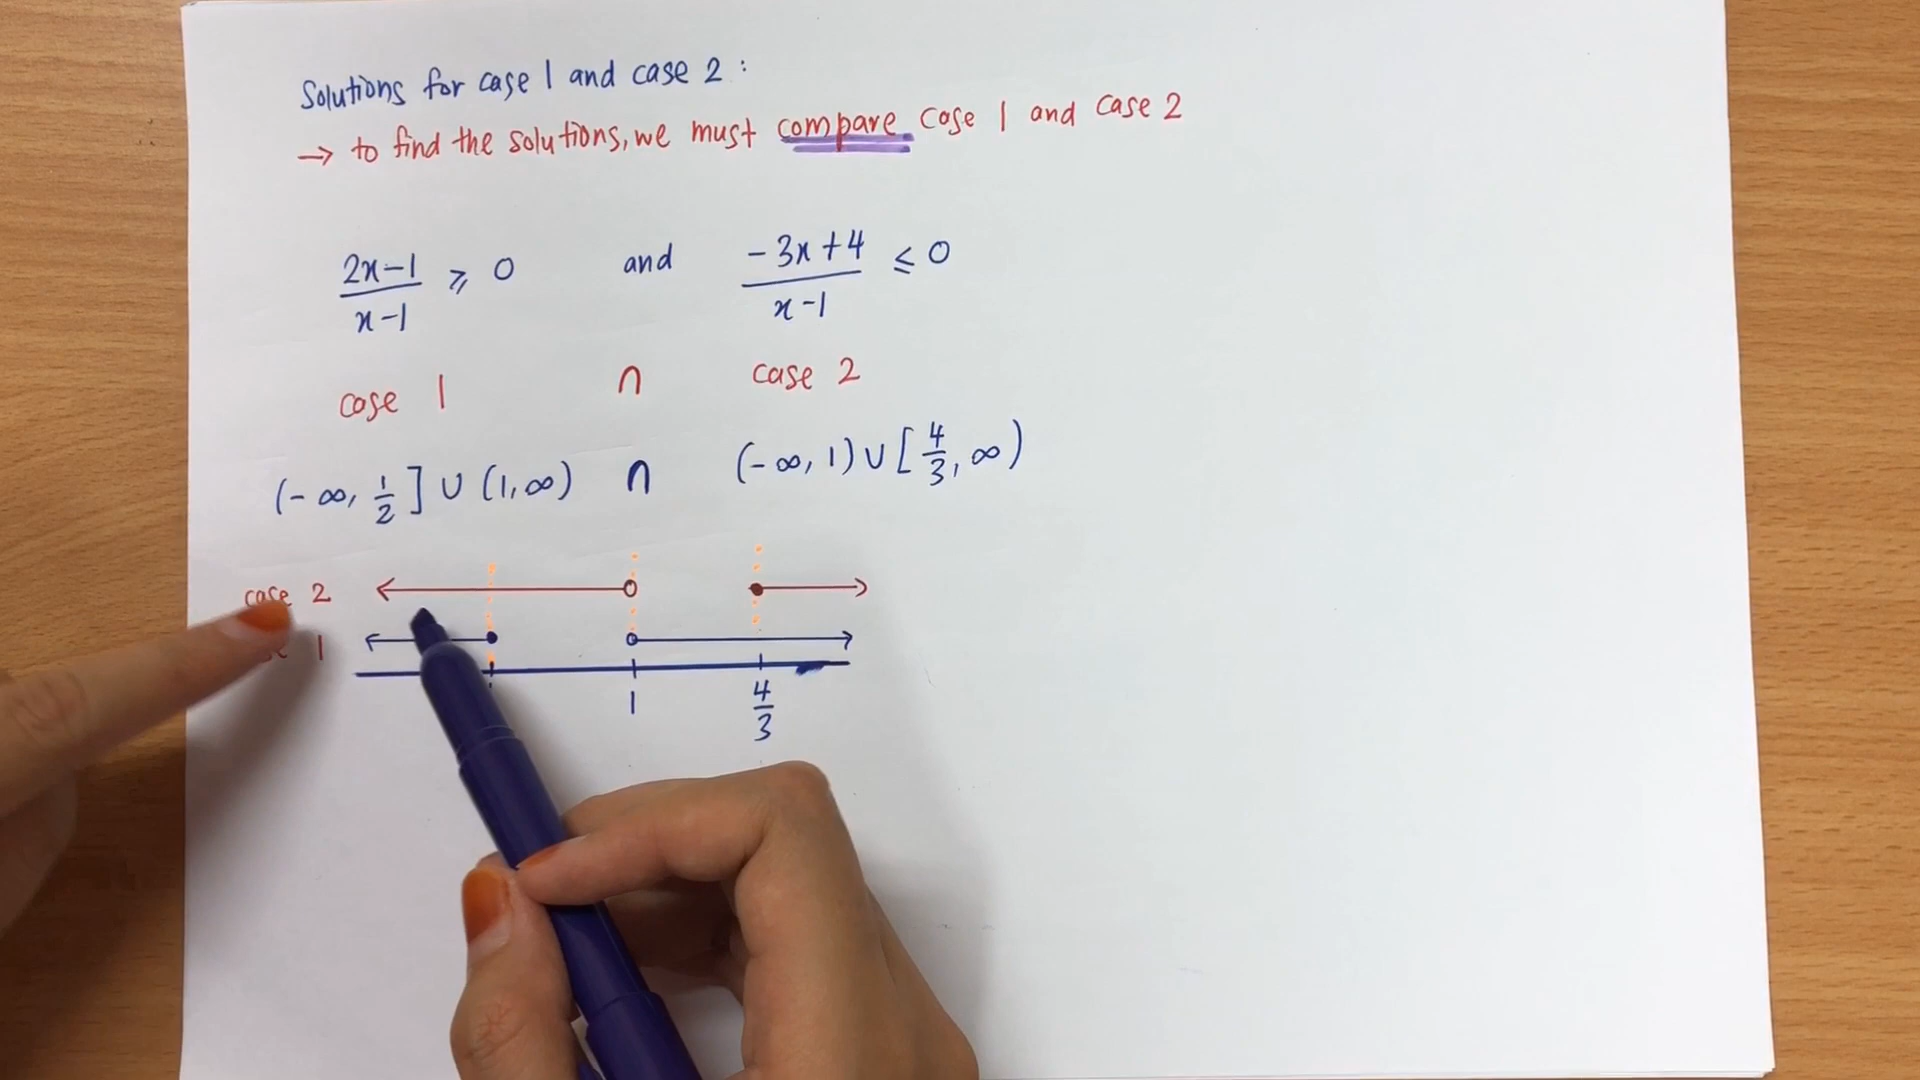 Solutions for case 1 and case 2 :
→ to find the solutions, we must compare case 1 and case 2
2x-1/x-1 ≥ 0 and -3x+4/x-1 ≤ 0
case 1 ∩ case 2
(-∞, 1/2] ∪ (1,∞) ∩ (-∞, 1) ∪ [4/3, ∞)
case 2
1
1 4/3